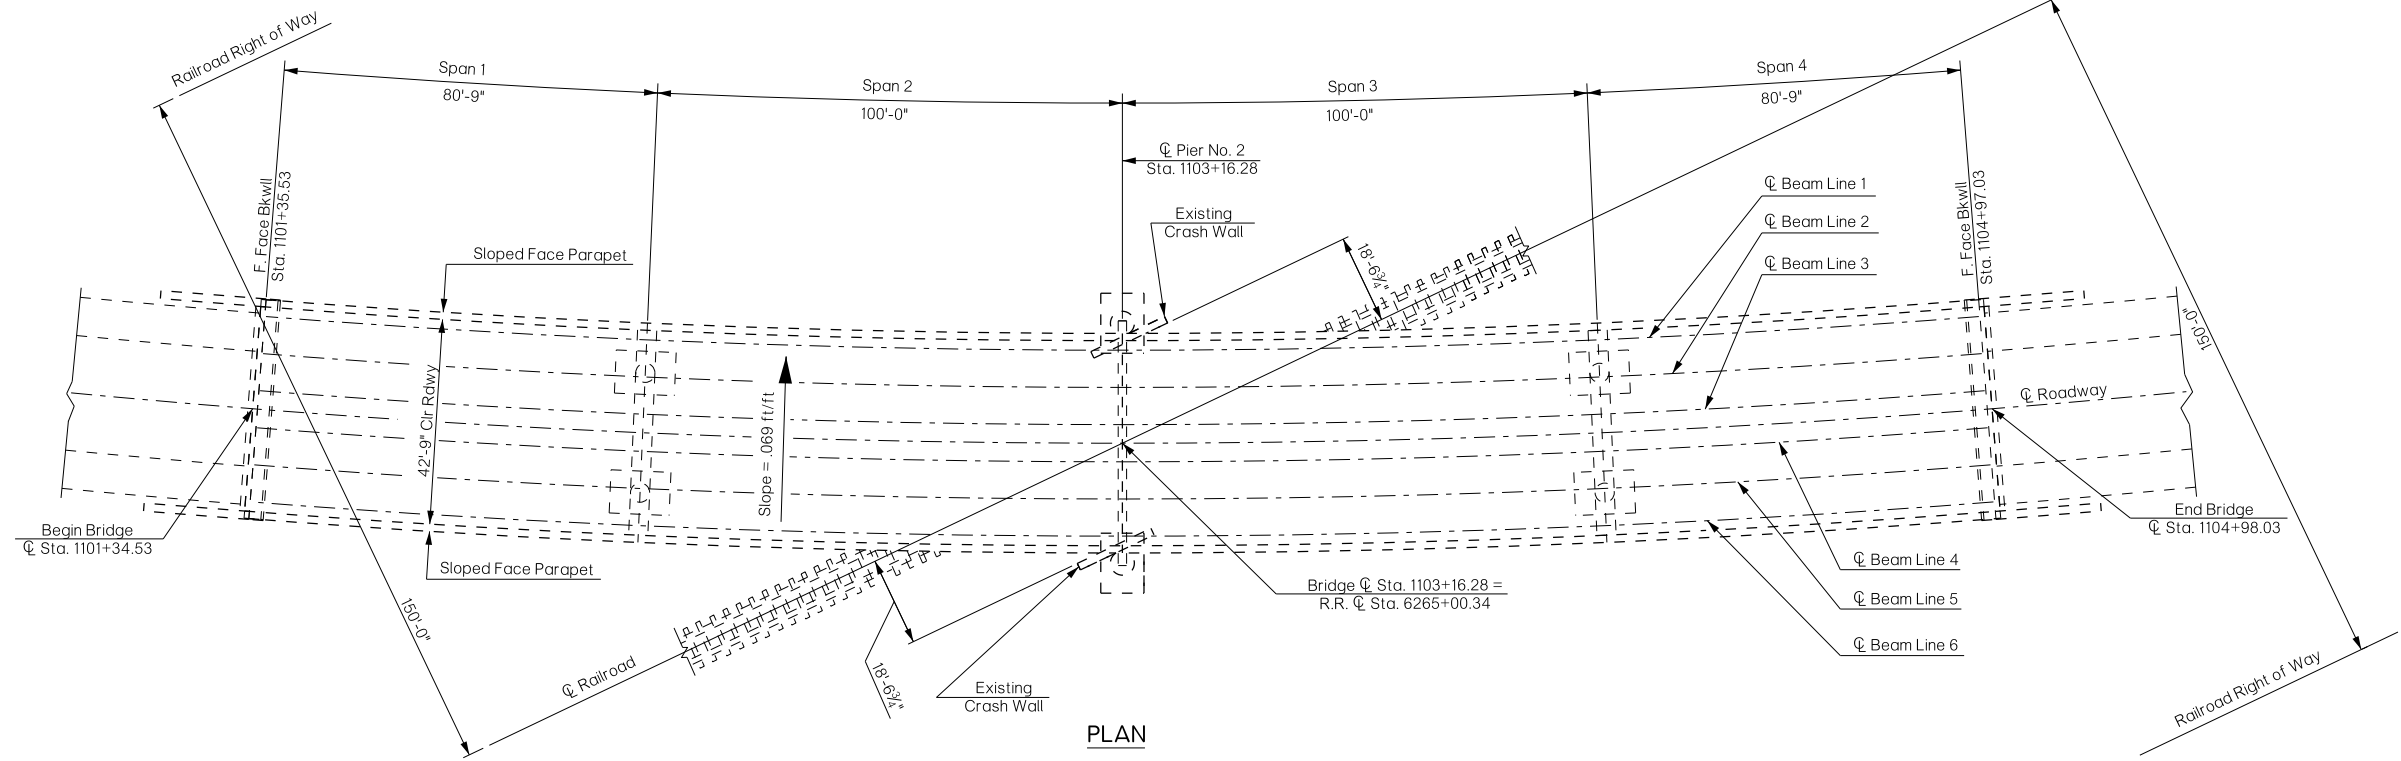 Railroad Right of Way
Span 1
80'-9"
Span 2
100'-0"
Span 3
100'-0"
Span 4
80'-9"
℄ Pier No. 2
Sta. 1103+16.28
F. Face Bkwll
Sta. 1101+35.53
Sloped Face Parapet
Existing
Crash Wall
18'-6¾"
℄ Beam Line 1
℄ Beam Line 2
℄ Beam Line 3
F. Face Bkwll
Sta. 1104+97.03
150'-0"
42'-9" Clr Rdwy
Slope = .069 ft/ft
℄ Roadway
Begin Bridge
℄ Sta. 1101+34.53
Sloped Face Parapet
150'-0"
℄ Railroad
18'-6¾"
Existing
Crash Wall
Bridge ℄ Sta. 1103+16.28 =
R.R. ℄ Sta. 6265+00.34
End Bridge
℄ Sta. 1104+98.03
℄ Beam Line 4
℄ Beam Line 5
℄ Beam Line 6
Railroad Right of Way
PLAN